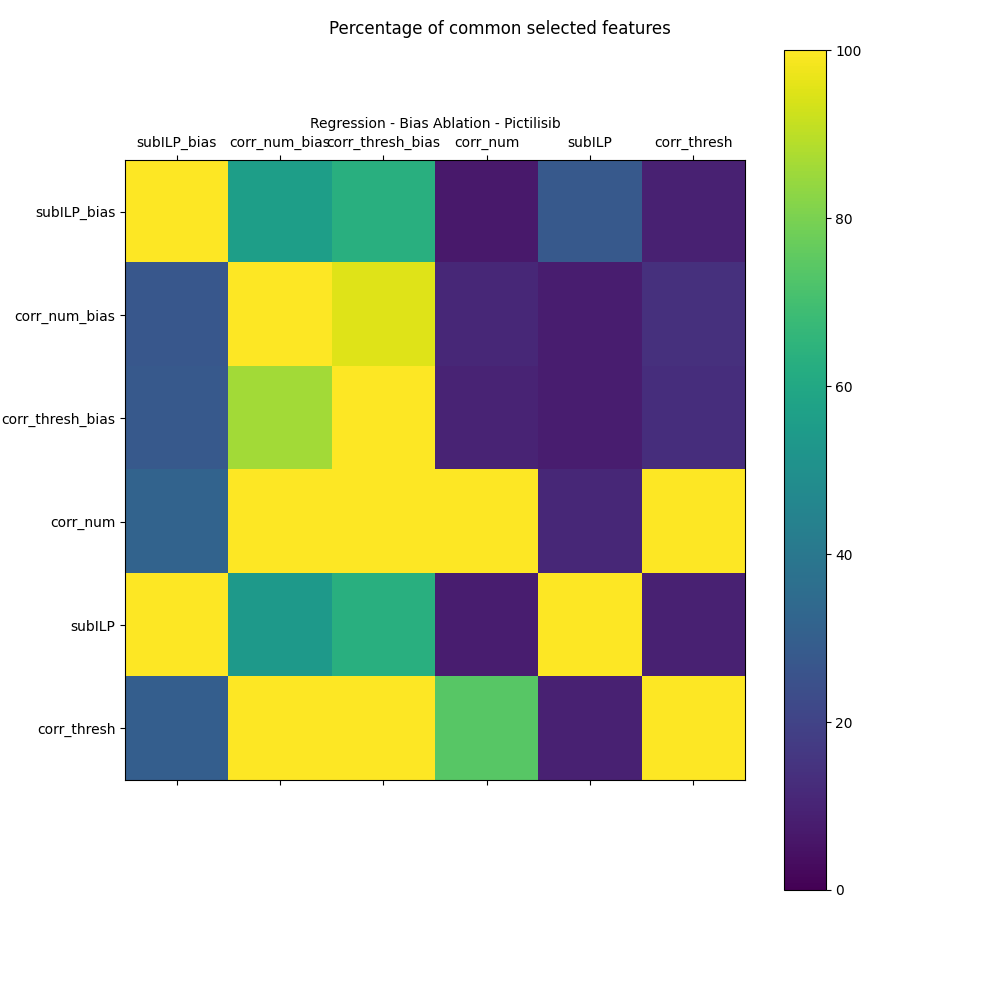 Percentage of common selected features
Regression - Bias Ablation - Pictilisib
subILP_bias corr_num_bias corr_thresh_bias corr_num subILP corr_thresh
subILP_bias
corr_num_bias
corr_thresh_bias
corr_num
subILP
corr_thresh
100
80
60
40
20
0